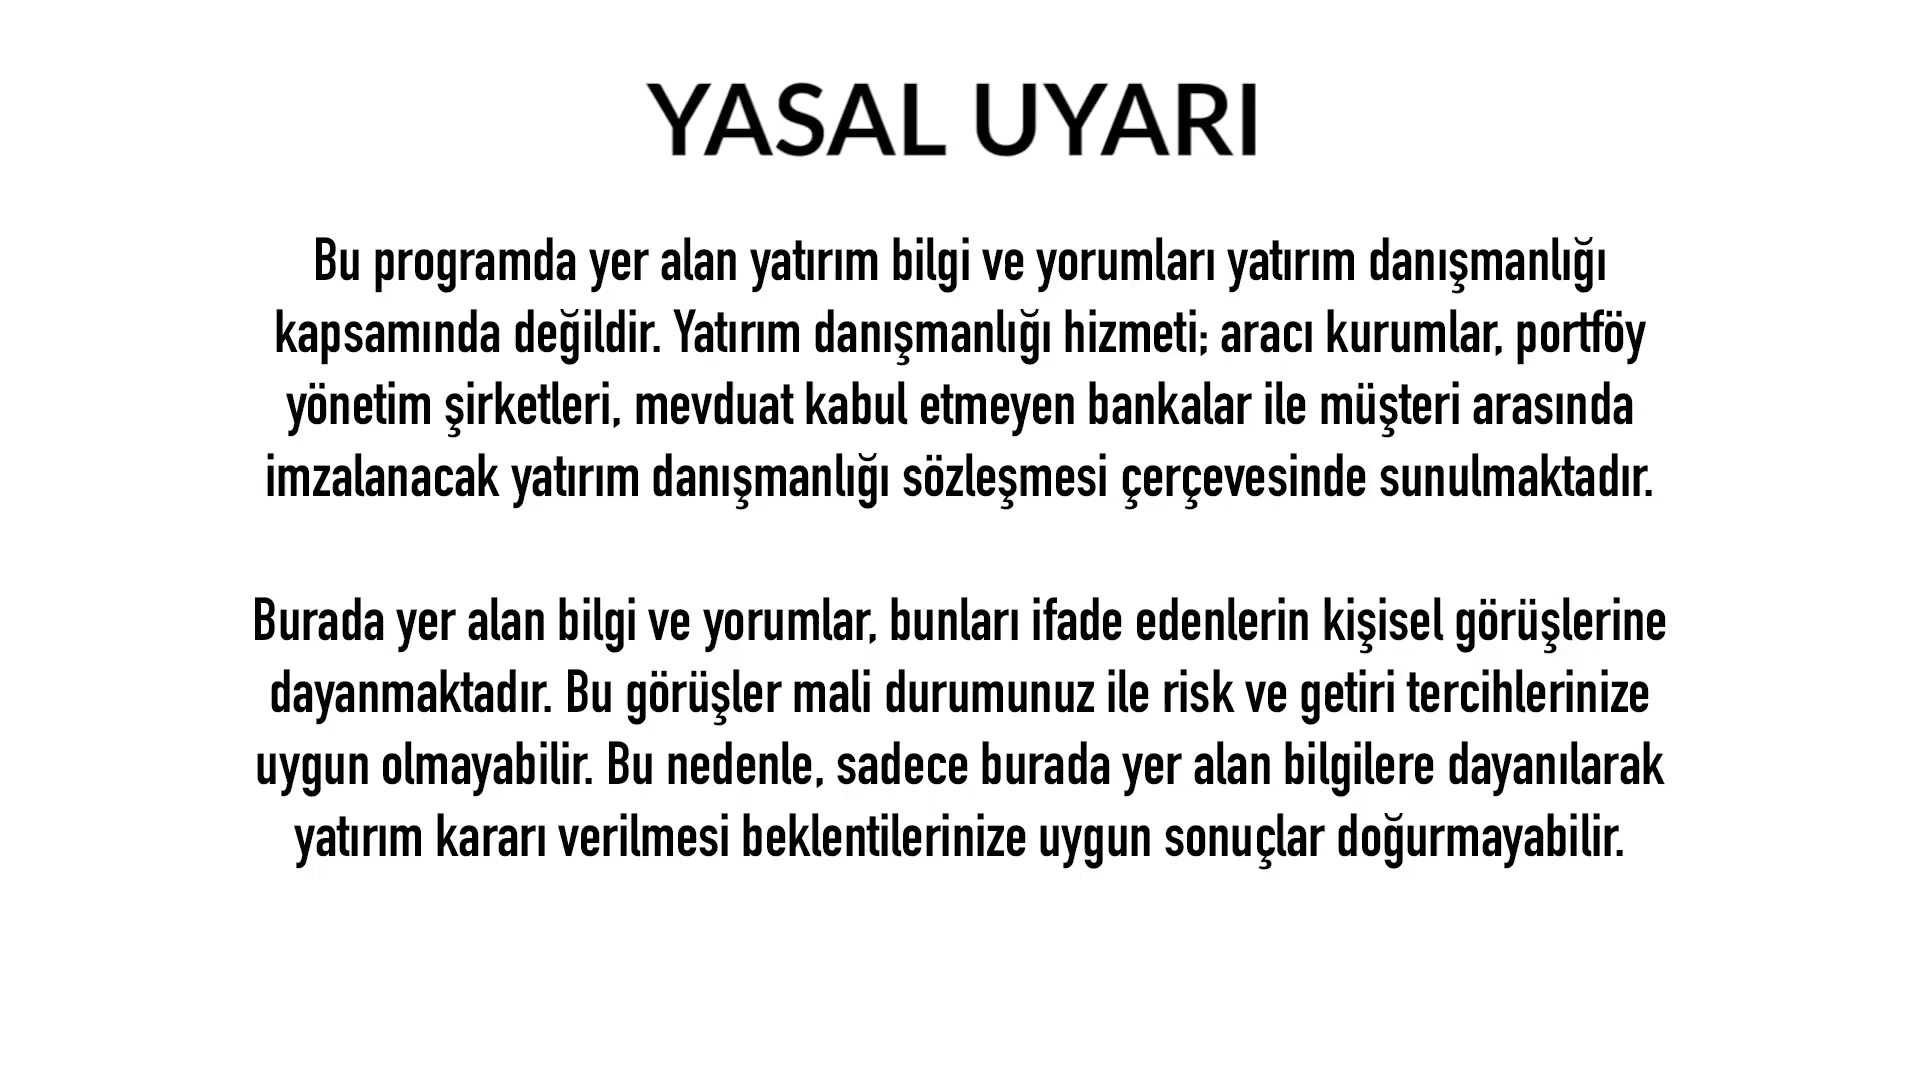 YASAL UYARI
Bu programda yer alan yatırım bilgi ve yorumları yatırım danışmanlığı
kapsamında değildir. Yatırım danışmanlığı hizmeti; aracı kurumlar, portföy
yönetim şirketleri, mevduat kabul etmeyen bankalar ile müşteri arasında
imzalanacak yatırım danışmanlığı sözleşmesi çerçevesinde sunulmaktadır.
Burada yer alan bilgi ve yorumlar, bunları ifade edenlerin kişisel görüşlerine
dayanmaktadır. Bu görüşler mali durumunuz ile risk ve getiri tercihlerinize
uygun olmayabilir. Bu nedenle, sadece burada yer alan bilgilere dayanılarak
yatırım kararı verilmesi beklentilerinize uygun sonuçlar doğurmayabilir.